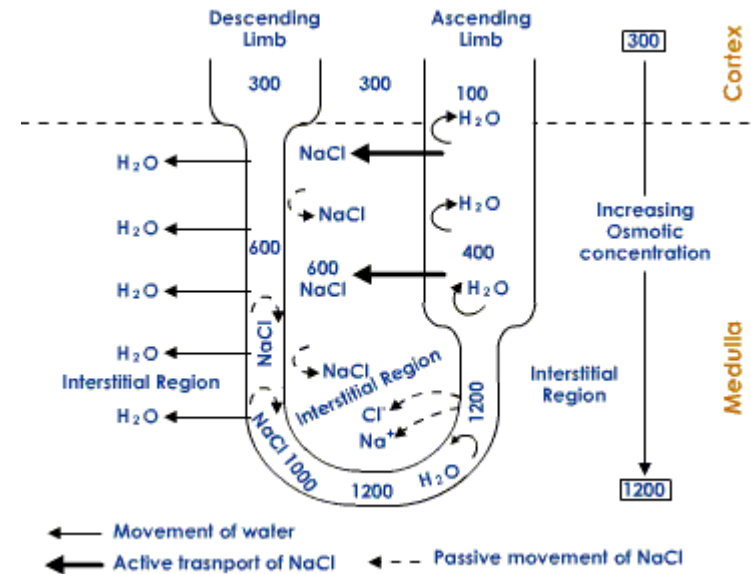 Descending
Limb
Ascending
Limb
300
Cortex
300
300
100
H₂O
NaCl
H₂O
NaCl
H₂O
H₂O
Increasing
Osmotic
concentration
600
600
NaCl
400
H₂O
H₂O
NaCl
H₂O
NaCl
Interstitial Region
Interstitial Region
Interstitial
Region
Medulla
H₂O
NaCl
1000
Cl⁻
Na⁺
1200
H₂O
1200
1200
Movement of water
Active trasnport of NaCl
Passive movement of NaCl